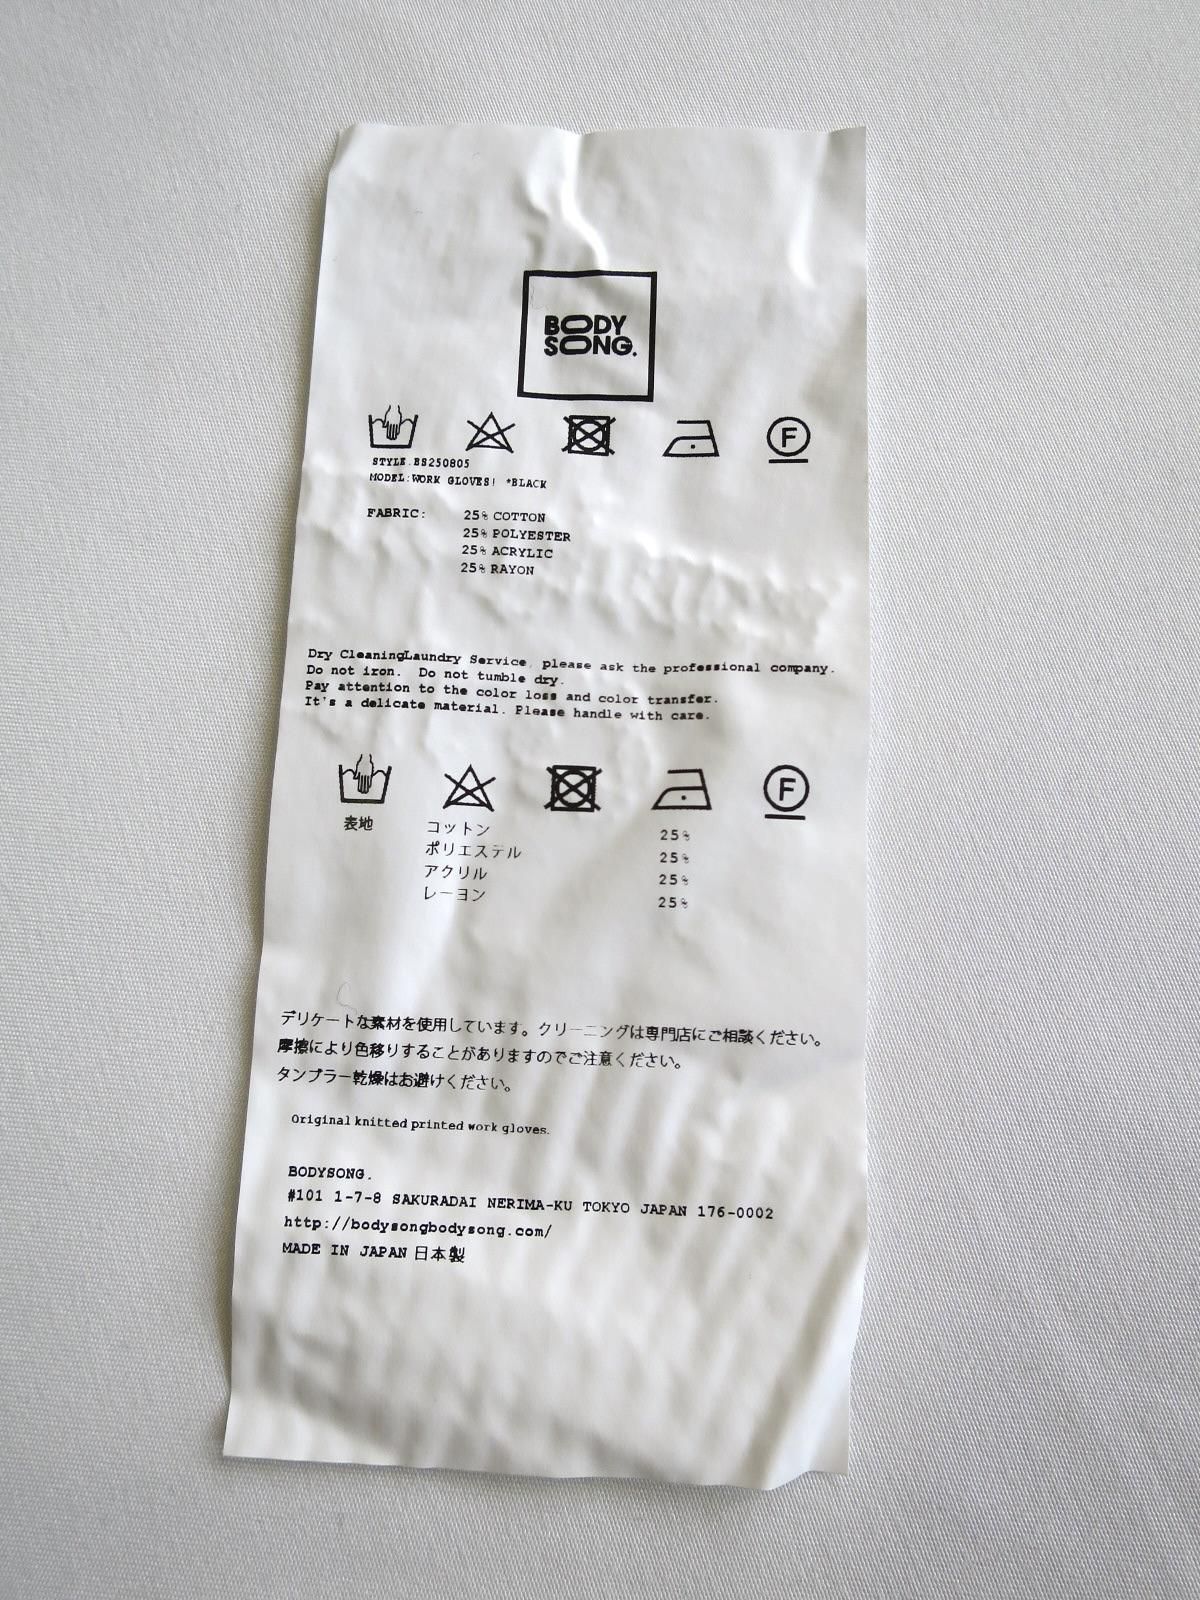 BODY
SONG.
F
STYLE.BS250805
MODEL:WORK GLOVES! *BLACK
FABRIC: 25% COTTON
25% POLYESTER
25% ACRYLIC
25% RAYON
Dry CleaningLaundry Service, please ask the professional company.
Do not iron. Do not tumble dry.
Pay attention to the color loss and color transfer.
It's a delicate material. Please handle with care.
F
表地 コットン 25%
ポリエステル 25%
アクリル 25%
レーヨン 25%
デリケートな素材を使用しています。クリーニングは専門店にご相談ください。
摩擦により色移りすることがありますのでご注意ください。
タンブラー乾燥はお避けください。
Original knitted printed work gloves.
BODYSONG.
#101 1-7-8 SAKURADAI NERIMA-KU TOKYO JAPAN 176-0002
http://bodysongbodysong.com/
MADE IN JAPAN 日本製